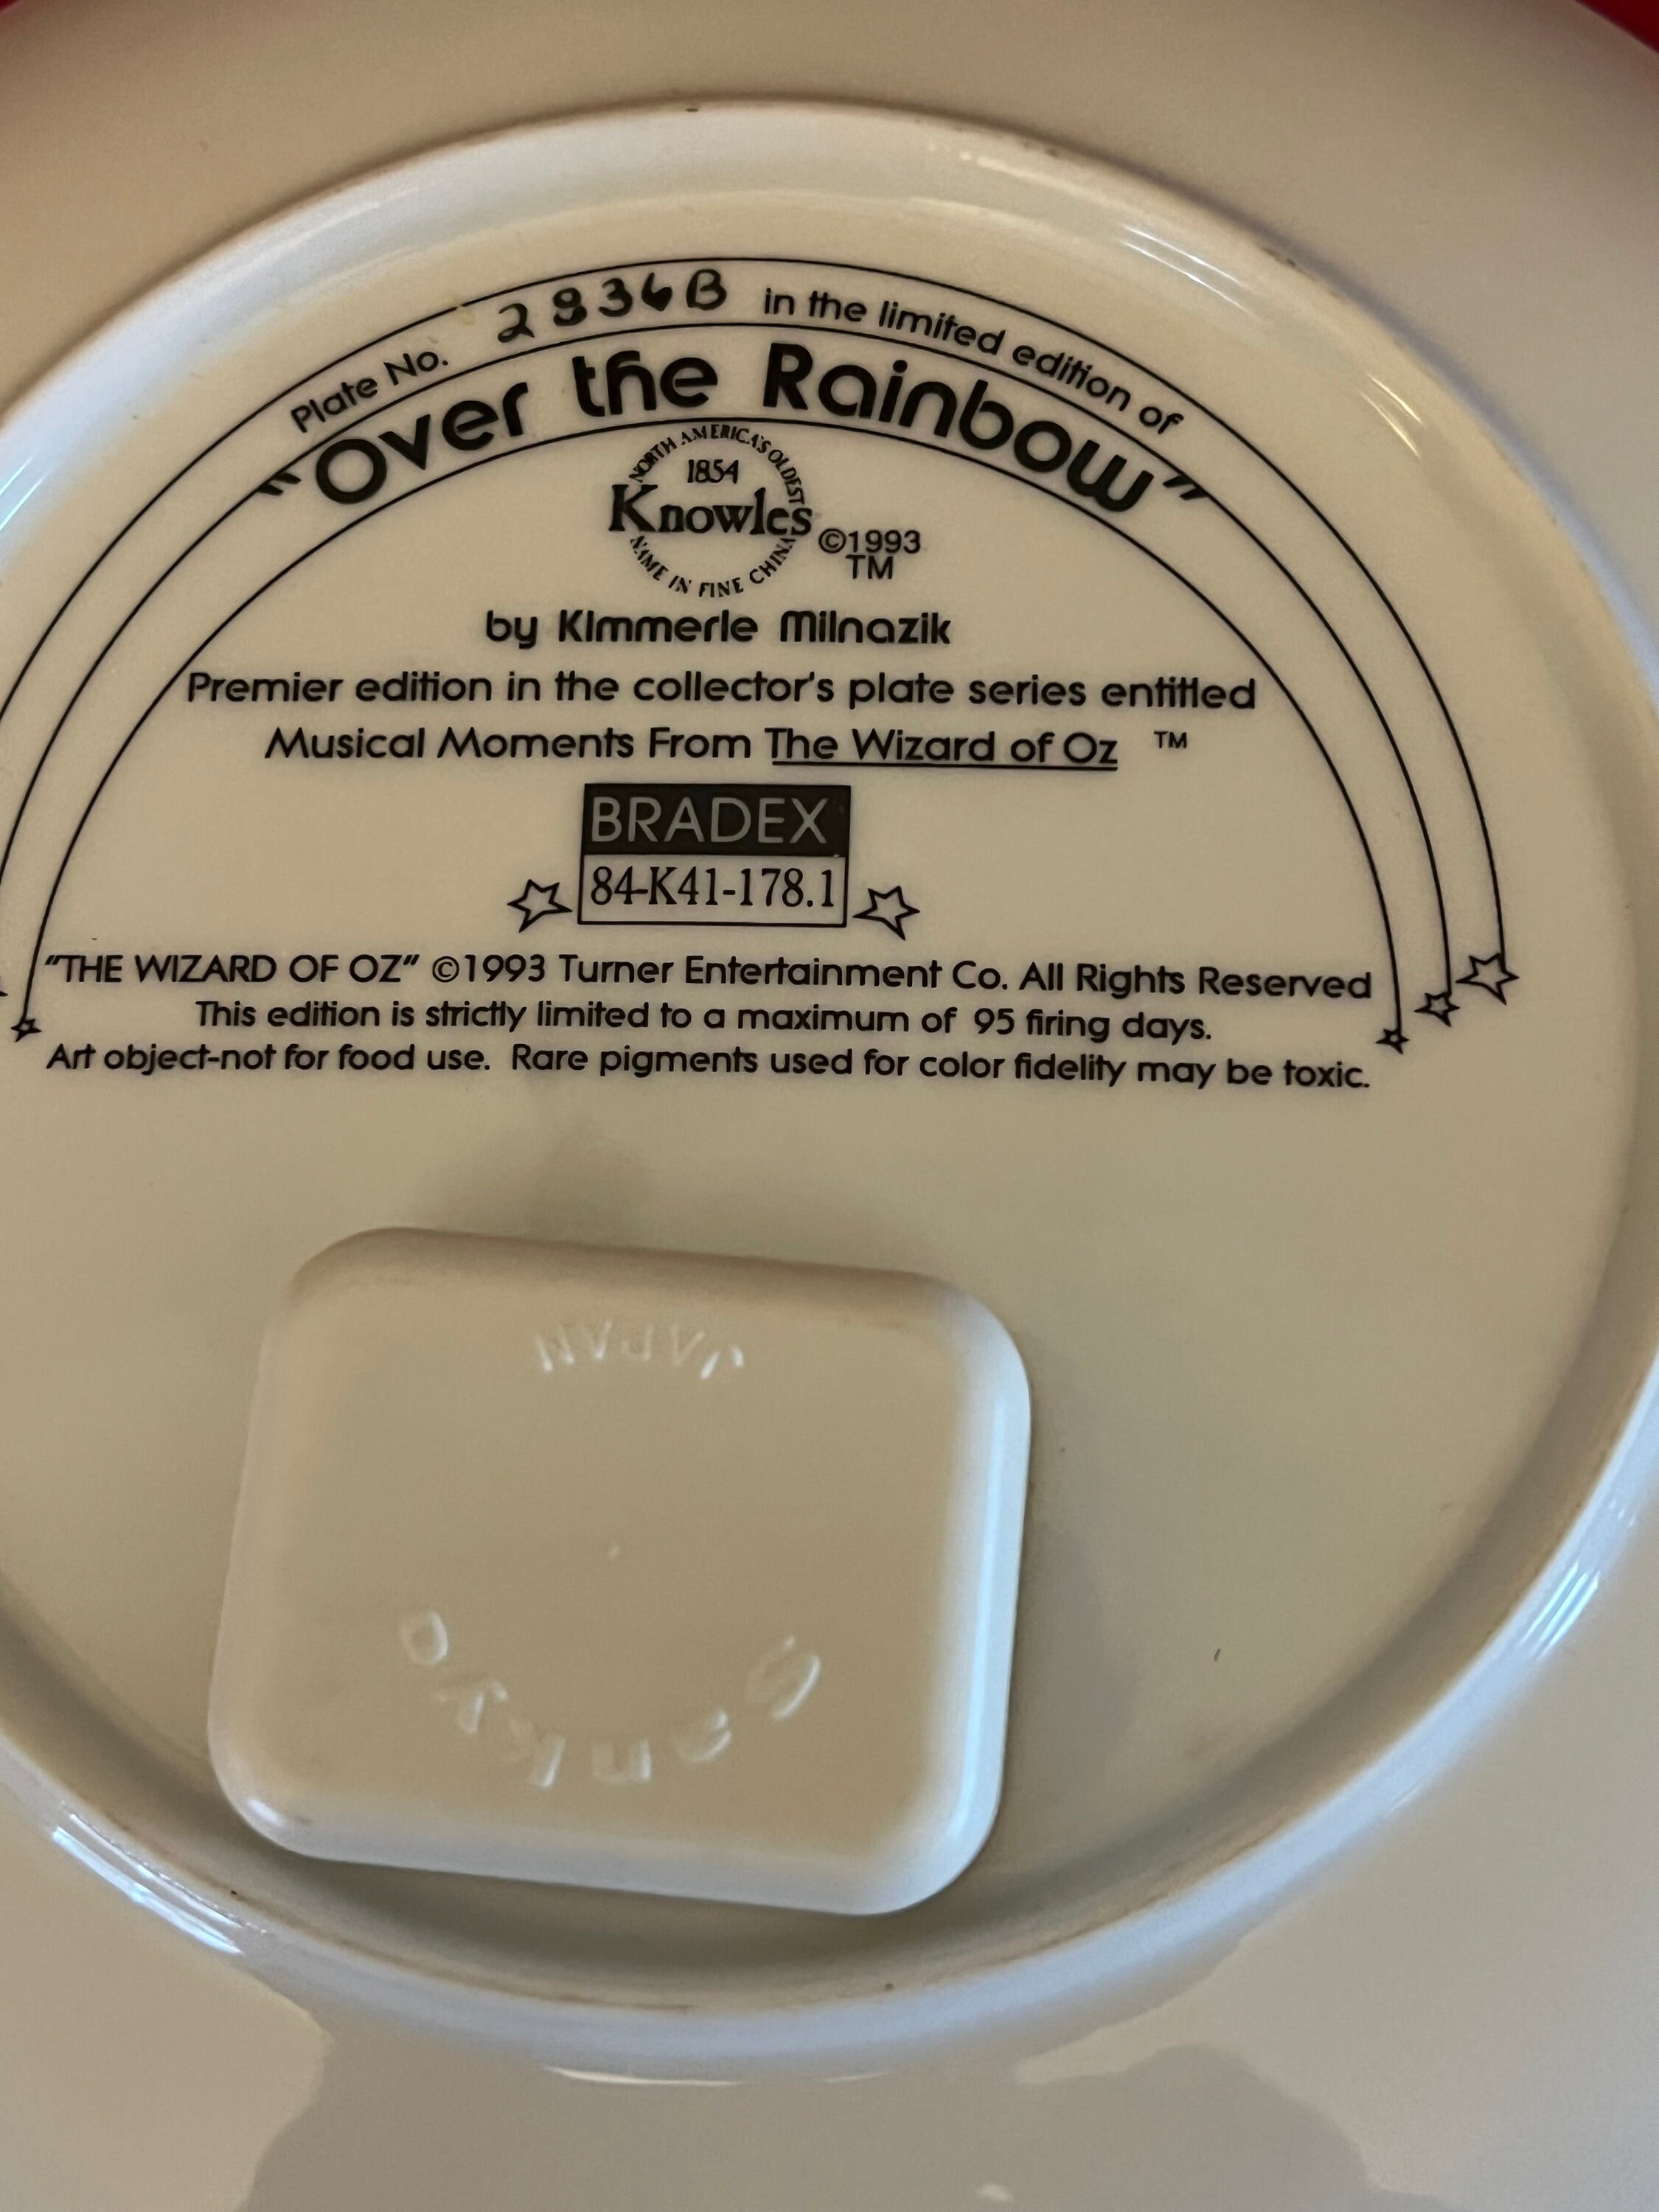 Plate No. 2836B in the limited edition of
"Over the Rainbow"
NORTH AMERICA'S OLDEST
1854
Knowles
NAME IN FINE CHINA
©1993
TM
by Kimmerle Milnazik
Premier edition in the collector's plate series entitled
Musical Moments From The Wizard of Oz ™
BRADEX
84-K41-178.1
"THE WIZARD OF OZ" ©1993 Turner Entertainment Co. All Rights Reserved
This edition is strictly limited to a maximum of 95 firing days.
Art object-not for food use. Rare pigments used for color fidelity may be toxic.
Sankyo
JAPAN